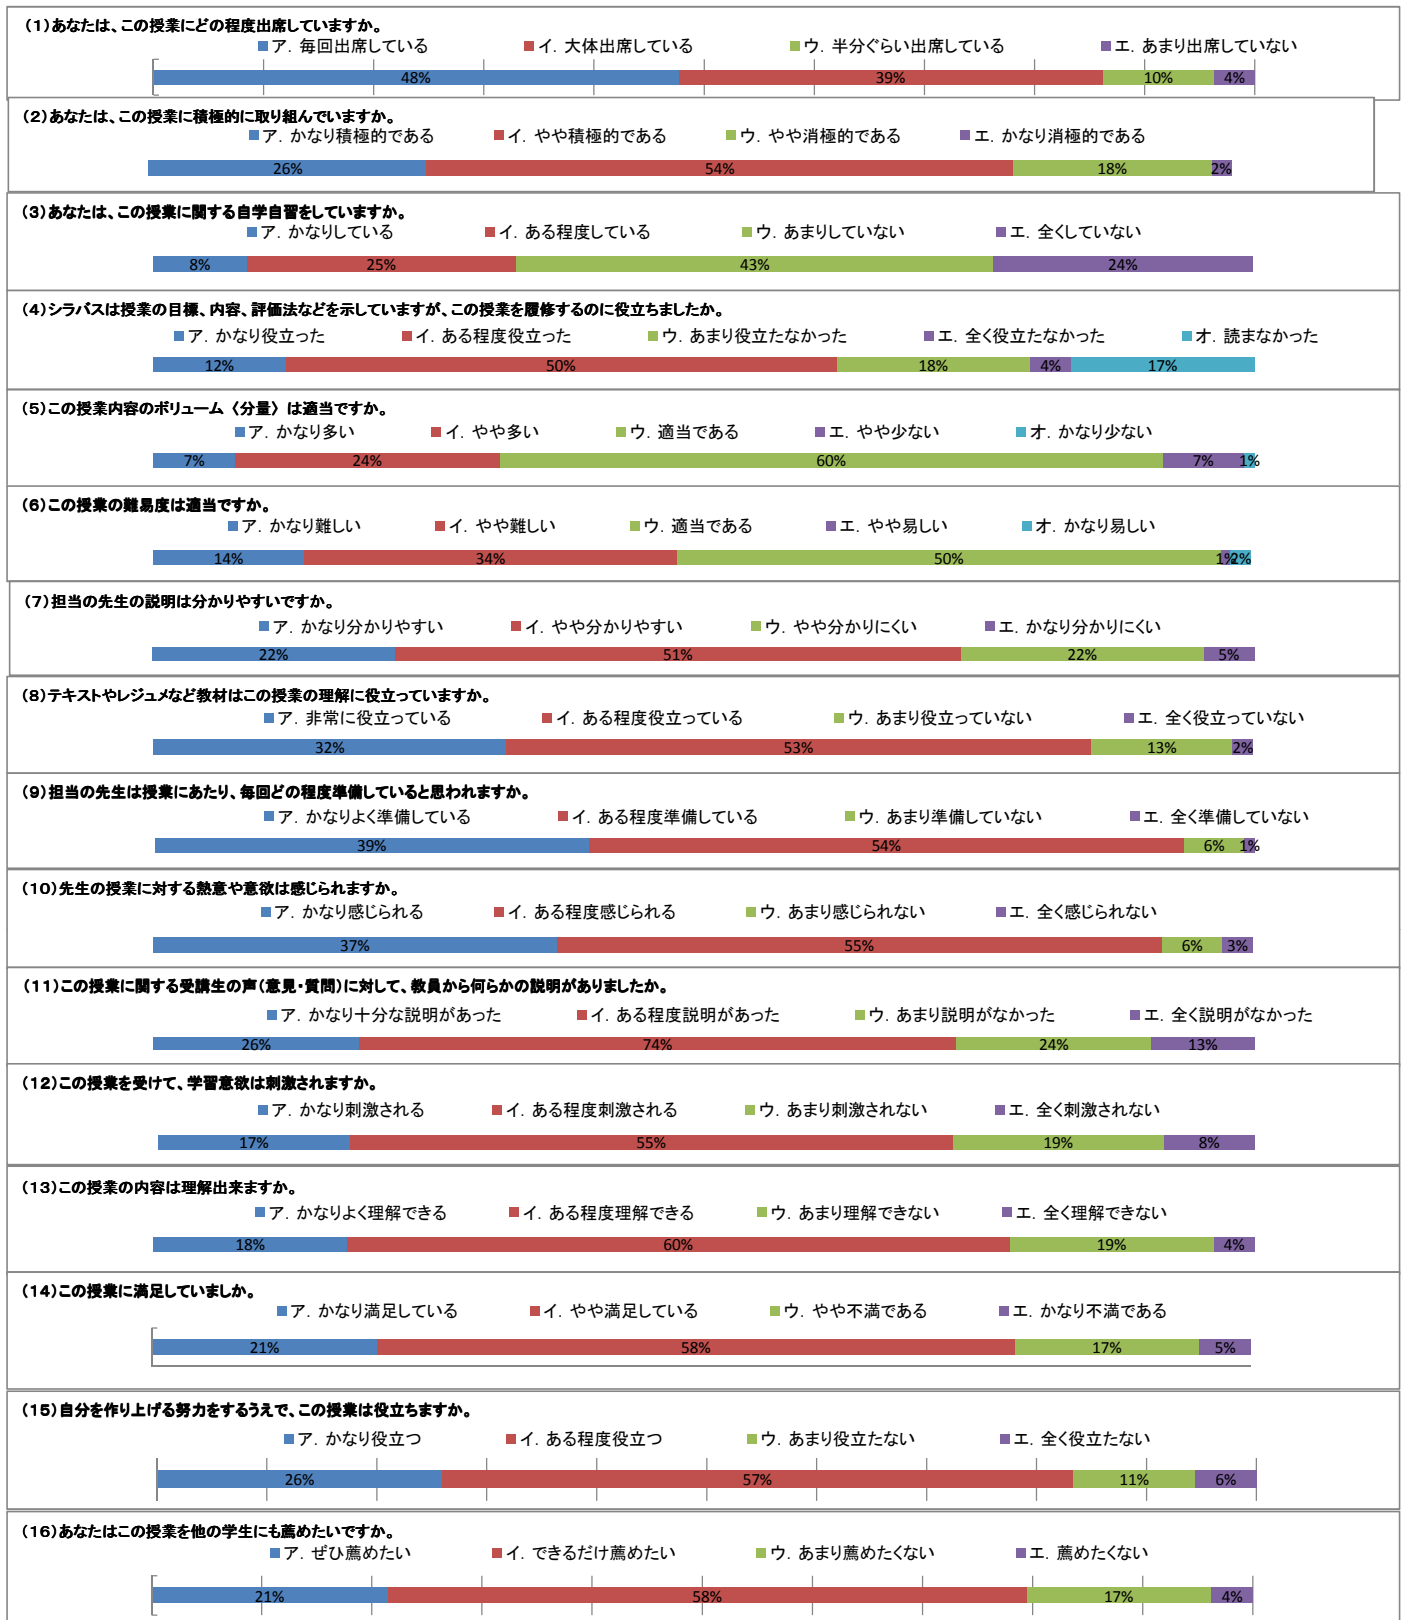 (1)あなたは、この授業にどの程度出席していますか。
ア. 毎回出席している イ. 大体出席している ウ. 半分ぐらい出席している エ. あまり出席していない
48% 39% 10% 4%
(2)あなたは、この授業に積極的に取り組んでいますか。
ア. かなり積極的である イ. やや積極的である ウ. やや消極的である エ. かなり消極的である
26% 54% 18% 2%
(3)あなたは、この授業に関する自学自習をしていますか。
ア. かなりしている イ. ある程度している ウ. あまりしていない エ. 全くしていない
8% 25% 43% 24%
(4)シラバスは授業の目標、内容、評価法などを示していますが、この授業を履修するのに役立ちましたか。
ア. かなり役立った イ. ある程度役立った ウ. あまり役立たなかった エ. 全く役立たなかった オ. 読まなかった
12% 50% 18% 4% 17%
(5)この授業内容のボリューム〈分量〉は適当ですか。
ア. かなり多い イ. やや多い ウ. 適当である エ. やや少ない オ. かなり少ない
7% 24% 60% 7% 1%
(6)この授業の難易度は適当ですか。
ア. かなり難しい イ. やや難しい ウ. 適当である エ. やや易しい オ. かなり易しい
14% 34% 50% 1% 2%
(7)担当の先生の説明は分かりやすいですか。
ア. かなり分かりやすい イ. やや分かりやすい ウ. やや分かりにくい エ. かなり分かりにくい
22% 51% 22% 5%
(8)テキストやレジュメなど教材はこの授業の理解に役立っていますか。
ア. 非常に役立っている イ. ある程度役立っている ウ. あまり役立っていない エ. 全く役立っていない
32% 53% 13% 2%
(9)担当の先生は授業にあたり、毎回どの程度準備していると思われますか。
ア. かなりよく準備している イ. ある程度準備している ウ. あまり準備していない エ. 全く準備していない
39% 54% 6% 1%
(10)先生の授業に対する熱意や意欲は感じられますか。
ア. かなり感じられる イ. ある程度感じられる ウ. あまり感じられない エ. 全く感じられない
37% 55% 6% 3%
(11)この授業に関する受講生の声(意見・質問)に対して、教員から何らかの説明がありましたか。
ア. かなり十分な説明があった イ. ある程度説明があった ウ. あまり説明がなかった エ. 全く説明がなかった
26% 74% 24% 13%
(12)この授業を受けて、学習意欲は刺激されますか。
ア. かなり刺激される イ. ある程度刺激される ウ. あまり刺激されない エ. 全く刺激されない
17% 55% 19% 8%
(13)この授業の内容は理解出来ますか。
ア. かなりよく理解できる イ. ある程度理解できる ウ. あまり理解できない エ. 全く理解できない
18% 60% 19% 4%
(14)この授業に満足していましか。
ア. かなり満足している イ. やや満足している ウ. やや不満である エ. かなり不満である
21% 58% 17% 5%
(15)自分を作り上げる努力をするうえで、この授業は役立ちますか。
ア. かなり役立つ イ. ある程度役立つ ウ. あまり役立たない エ. 全く役立たない
26% 57% 11% 6%
(16)あなたはこの授業を他の学生にも薦めたいですか。
ア. ぜひ薦めたい イ. できるだけ薦めたい ウ. あまり薦めたくない エ. 薦めたくない
21% 58% 17% 4%